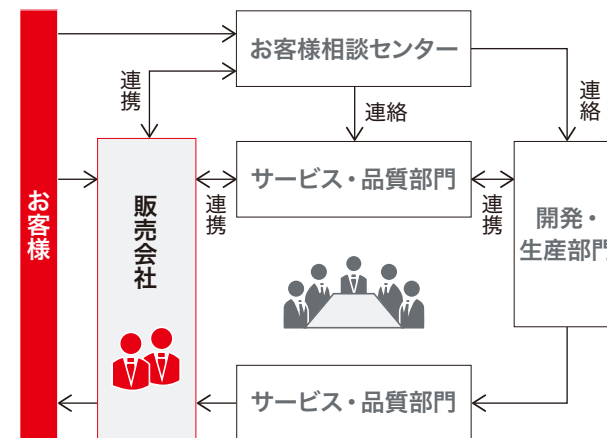 お客様相談センター
連携
連絡
連絡
お客様
販売会社
連携
サービス・品質部門
連携
開発・
生産部門
サービス・品質部門